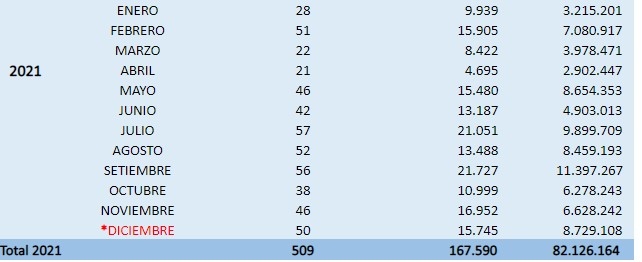 ENERO 28 9.939 3.215.201
FEBRERO 51 15.905 7.080.917
MARZO 22 8.422 3.978.471
2021 ABRIL 21 4.695 2.902.447
MAYO 46 15.480 8.654.353
JUNIO 42 13.187 4.903.013
JULIO 57 21.051 9.899.709
AGOSTO 52 13.488 8.459.193
SETIEMBRE 56 21.727 11.397.267
OCTUBRE 38 10.999 6.278.243
NOVIEMBRE 46 16.952 6.628.242
*DICIEMBRE 50 15.745 8.729.108
Total 2021 509 167.590 82.126.164